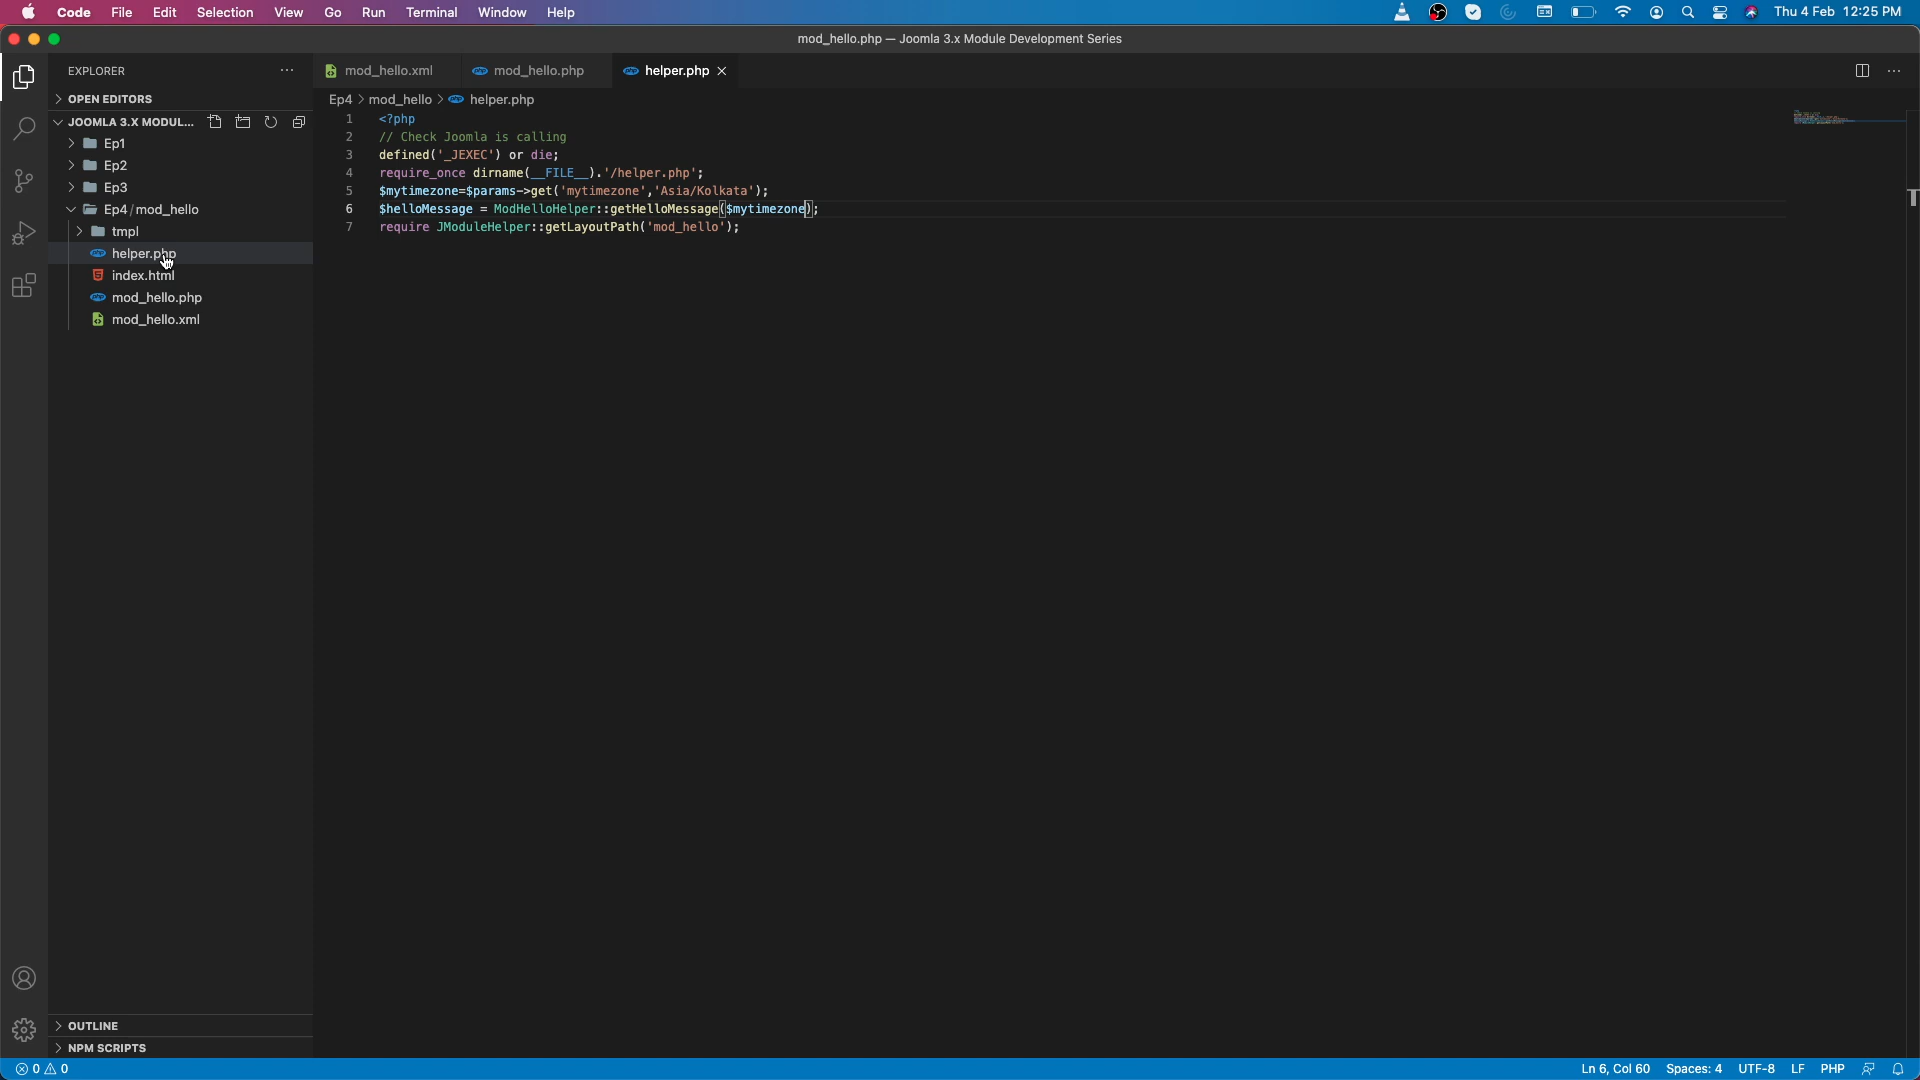 Code File Edit Selection View Go Run Terminal Window Help Thu 4 Feb 12:25 PM
mod_hello.php — Joomla 3.x Module Development Series
EXPLORER
mod_hello.xml mod_hello.php helper.php
OPEN EDITORS
Ep4 > mod_hello > helper.php
JOOMLA 3.X MODUL...
Ep1
Ep2
Ep3
Ep4/mod_hello
tmpl
helper.php
index.html
mod_hello.php
mod_hello.xml
1 <?php
2 // Check Joomla is calling
3 defined('_JEXEC') or die;
4 require_once dirname(__FILE__).'/helper.php';
5 $mytimezone=$params->get('mytimezone','Asia/Kolkata');
6 $helloMessage = ModHelloHelper::getHelloMessage($mytimezone);
7 require JModuleHelper::getLayoutPath('mod_hello');
OUTLINE
NPM SCRIPTS
0 0 Ln 6, Col 60 Spaces: 4 UTF-8 LF PHP